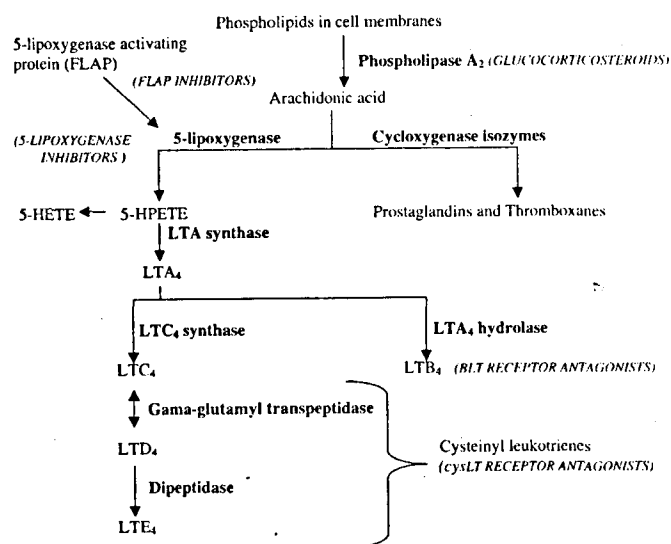 Phospholipids in cell membranes
5-lipoxygenase activating
protein (FLAP)
(FLAP INHIBITORS)
Phospholipase A₂ (GLUCOCORTICOSTEROIDS)
Arachidonic acid
(5-LIPOXYGENASE
INHIBITORS )
5-lipoxygenase
Cycloxygenase isozymes
5-HETE
5-HPETE
Prostaglandins and Thromboxanes
LTA synthase
LTA₄
LTC₄ synthase
LTA₄ hydrolase
LTC₄
LTB₄ (BLT RECEPTOR ANTAGONISTS)
Gama-glutamyl transpeptidase
LTD₄
Cysteinyl leukotrienes
(cysLT RECEPTOR ANTAGONISTS)
Dipeptidase
LTE₄